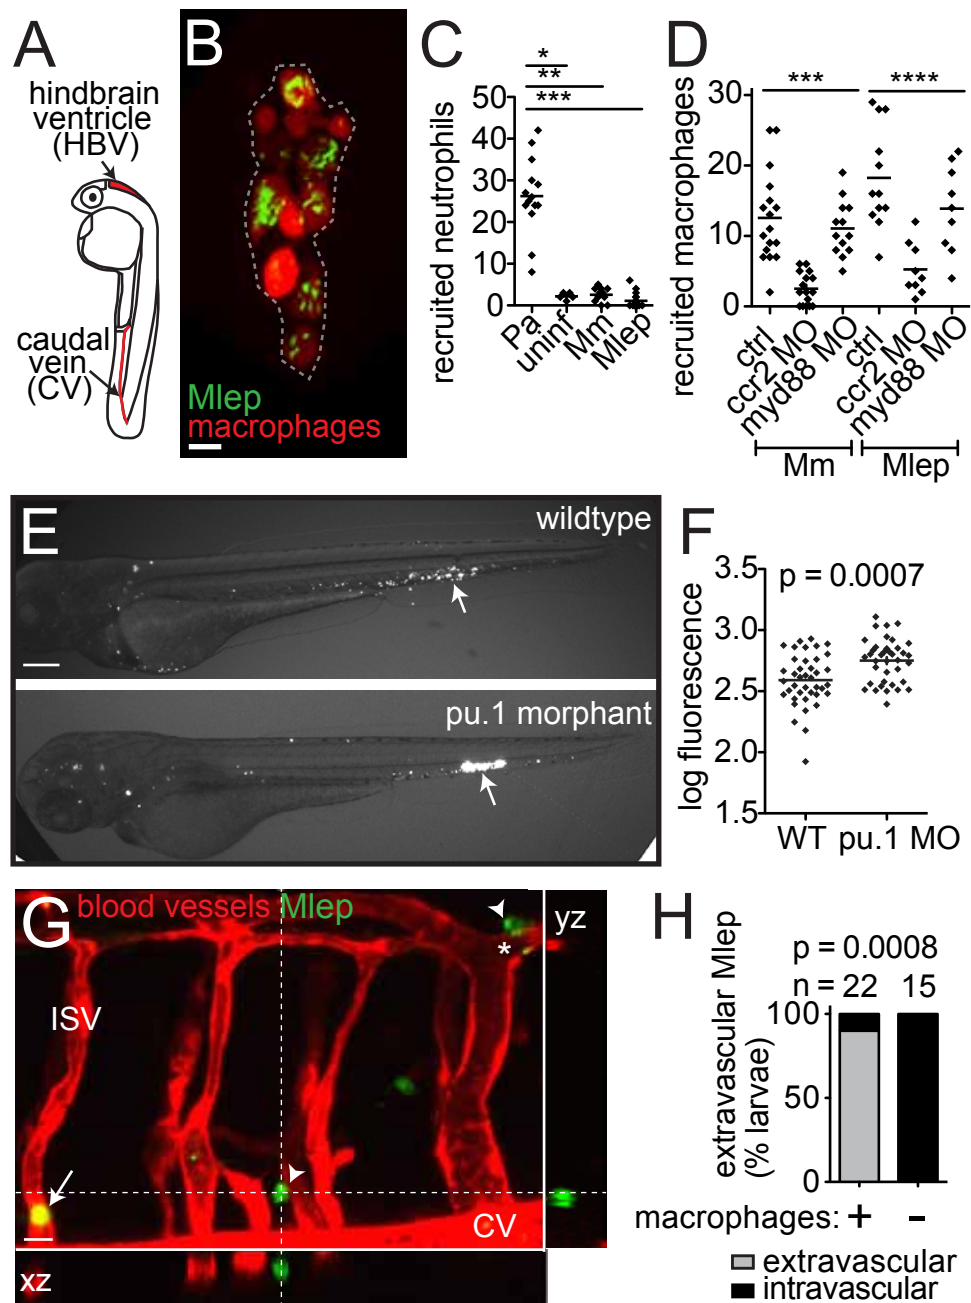 A
hindbrain
ventricle
(HBV)
caudal
vein
(CV)
B
Mlep
macrophages
C
*
**
***
recruited neutrophils
50
40
30
20
10
0
Pa
uninf
Mm
Mlep
D
***
****
recruited macrophages
30
20
10
0
ctrl
ccr2 MO
myd88 MO
ctrl
ccr2 MO
myd88 MO
Mm
Mlep
E
wildtype
pu.1 morphant
F
p = 0.0007
log fluorescence
3.5
3.0
2.5
2.0
1.5
WT
pu.1 MO
G
blood vessels Mlep
yz
*
ISV
CV
xz
H
p = 0.0008
n = 22 15
extravascular Mlep
(% larvae)
100
50
0
macrophages: + -
extravascular
intravascular